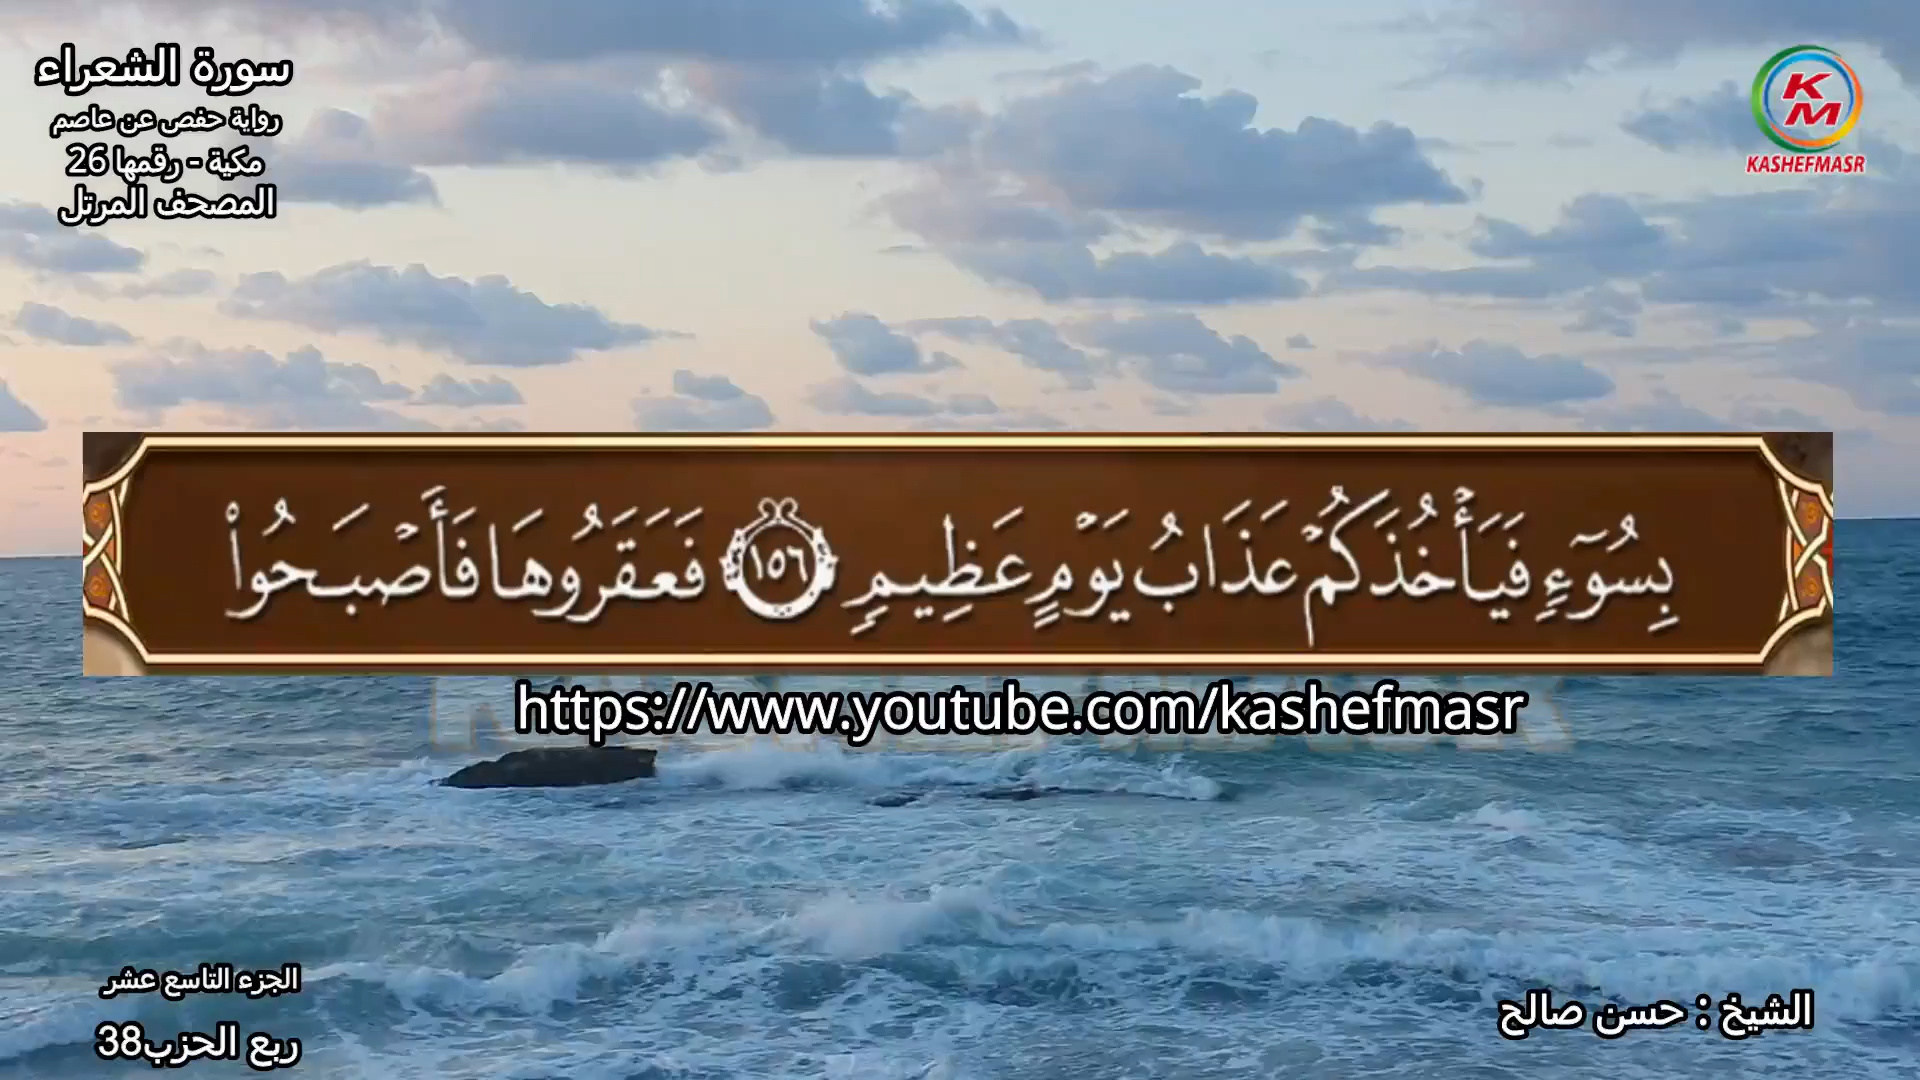 سورة الشعراء
رواية حفص عن عاصم
مكية - رقمها 26
المصحف المرتل
KM
KASHEFMASR
بِسُوٓءٍ فَيَأْخُذَكُمْ عَذَابُ يَوْمٍ عَظِيمٍ ١٥٦ فَعَقَرُوهَا فَأَصْبَحُوا۟
https://www.youtube.com/kashefmasr
الجزء التاسع عشر
ربع الحزب38
الشيخ : حسن صالح